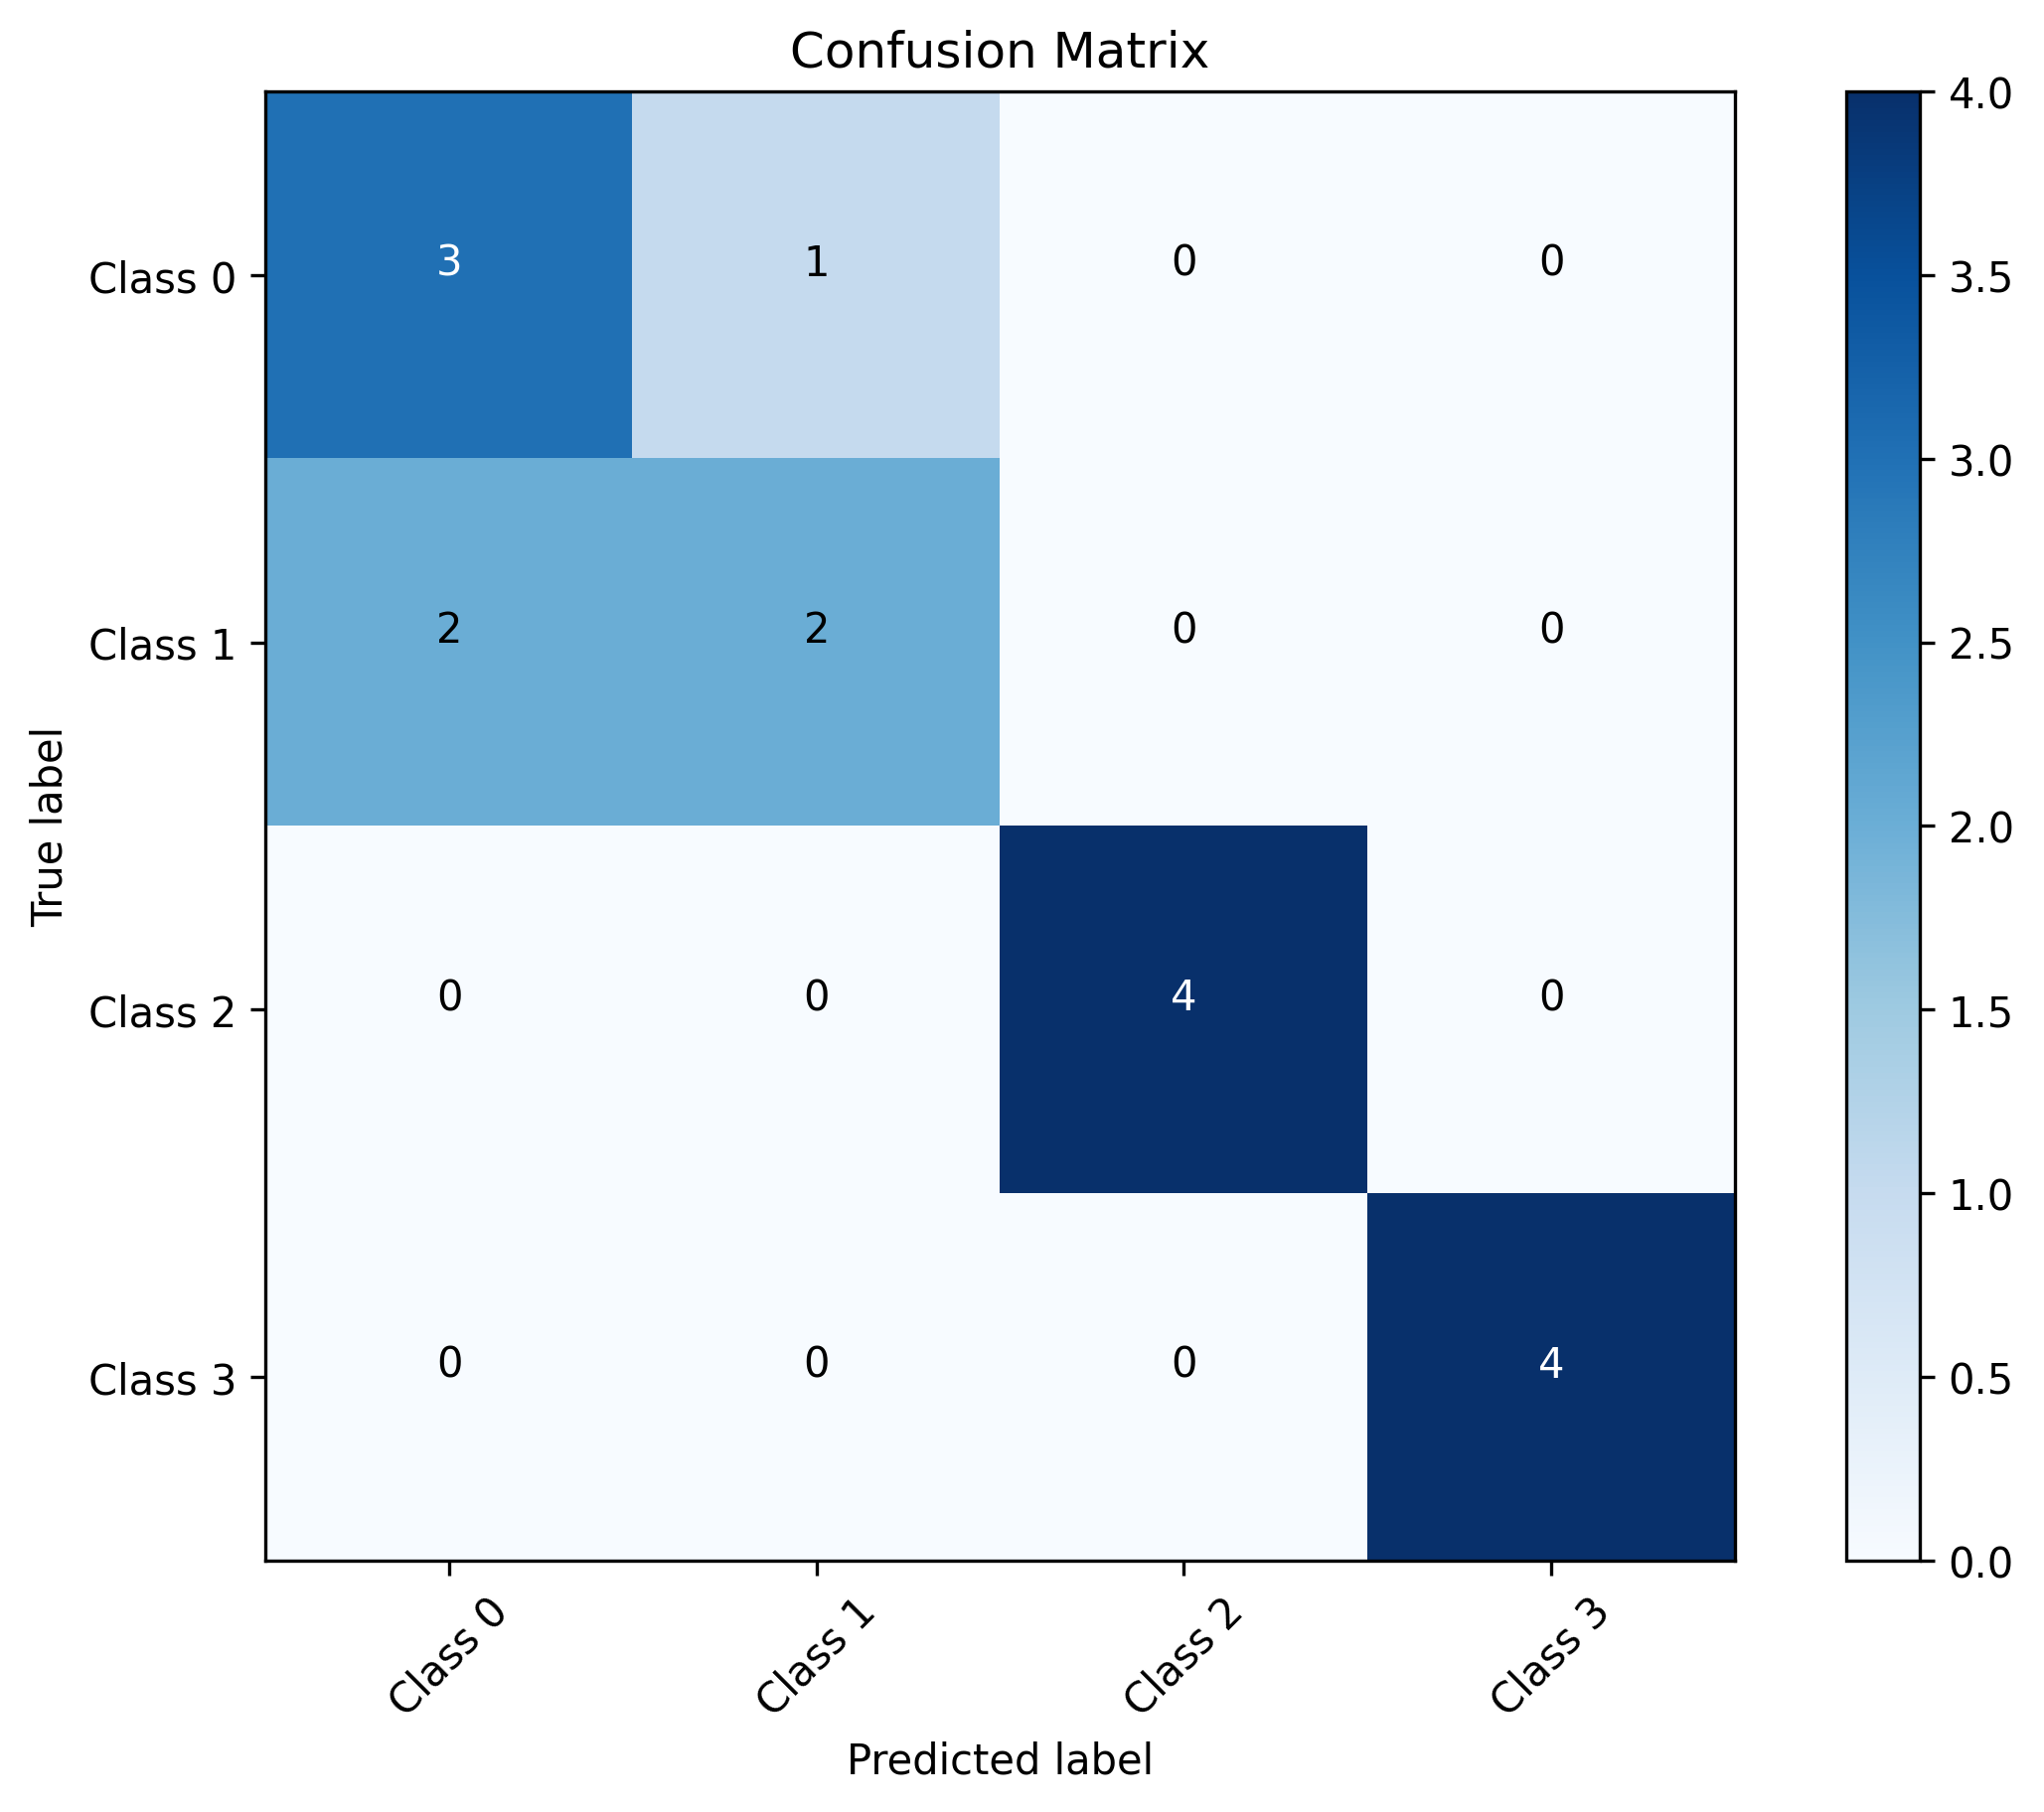 Confusion Matrix
True label
Class 0
3 1 0 0
Class 1
2 2 0 0
Class 2
0 0 4 0
Class 3
0 0 0 4
Class 0 Class 1 Class 2 Class 3
Predicted label
4.0
3.5
3.0
2.5
2.0
1.5
1.0
0.5
0.0